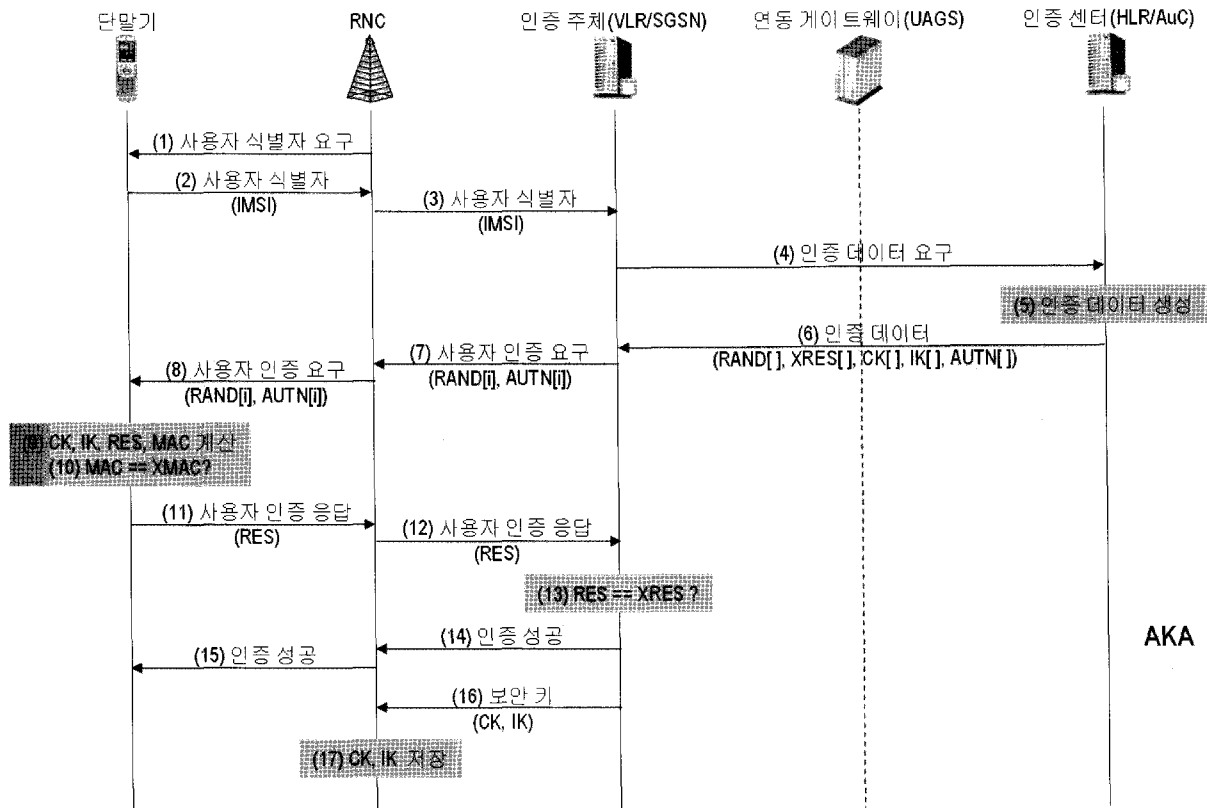 단말기
RNC
인증 주체(VLR/SGSN)
연동 게이트웨이(UAGS)
인증 센터(HLR/AuC)
(1) 사용자 식별자 요구
(2) 사용자 식별자
(IMSI)
(3) 사용자 식별자
(IMSI)
(4) 인증 데이터 요구
(5) 인증 데이터 생성
(6) 인증 데이터
(RAND[ ], XRES[ ], CK[ ], IK[ ], AUTN[ ])
(7) 사용자 인증 요구
(RAND[i], AUTN[i])
(8) 사용자 인증 요구
(RAND[i], AUTN[i])
(9) CK, IK, RES, MAC 계산
(10) MAC == XMAC?
(11) 사용자 인증 응답
(RES)
(12) 사용자 인증 응답
(RES)
(13) RES == XRES ?
(14) 인증 성공
(15) 인증 성공
AKA
(16) 보안 키
(CK, IK)
(17) CK, IK 저장